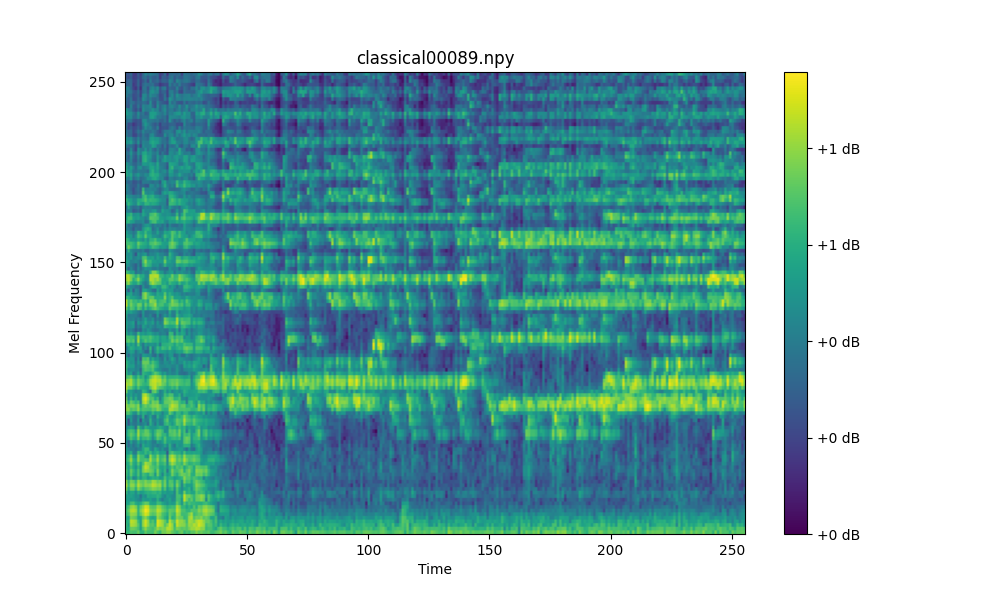 classical00089.npy
Mel Frequency
250
200
150
100
50
0
0 50 100 150 200 250
Time
+1 dB
+1 dB
+0 dB
+0 dB
+0 dB